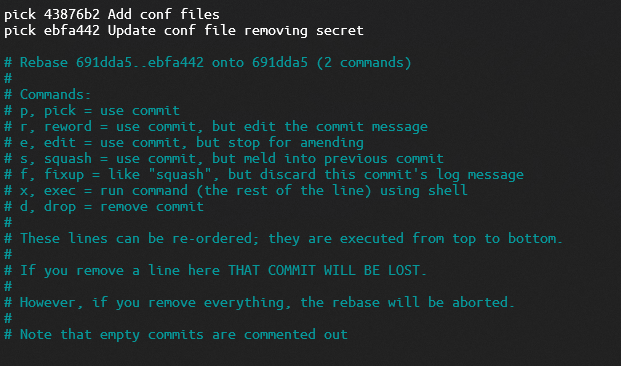 pick 43876b2 Add conf files
pick ebfa442 Update conf file removing secret

# Rebase 691dda5..ebfa442 onto 691dda5 (2 commands)
#
# Commands:
# p, pick = use commit
# r, reword = use commit, but edit the commit message
# e, edit = use commit, but stop for amending
# s, squash = use commit, but meld into previous commit
# f, fixup = like "squash", but discard this commit's log message
# x, exec = run command (the rest of the line) using shell
# d, drop = remove commit
#
# These lines can be re-ordered; they are executed from top to bottom.
#
# If you remove a line here THAT COMMIT WILL BE LOST.
#
# However, if you remove everything, the rebase will be aborted.
#
# Note that empty commits are commented out